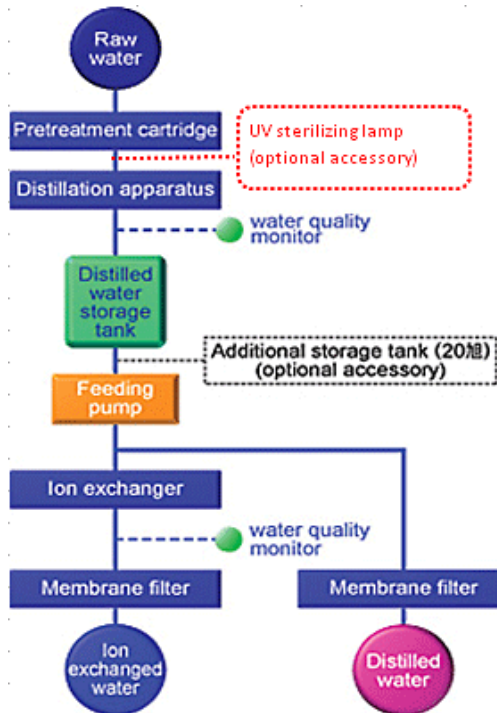 Raw
water
Pretreatment cartridge
UV sterilizing lamp
(optional accessory)
Distillation apparatus
water quality
monitor
Distilled
water
storage
tank
Additional storage tank (20旭)
(optional accessory)
Feeding
pump
Ion exchanger
water quality
monitor
Membrane filter
Membrane filter
Ion
exchanged
water
Distilled
water